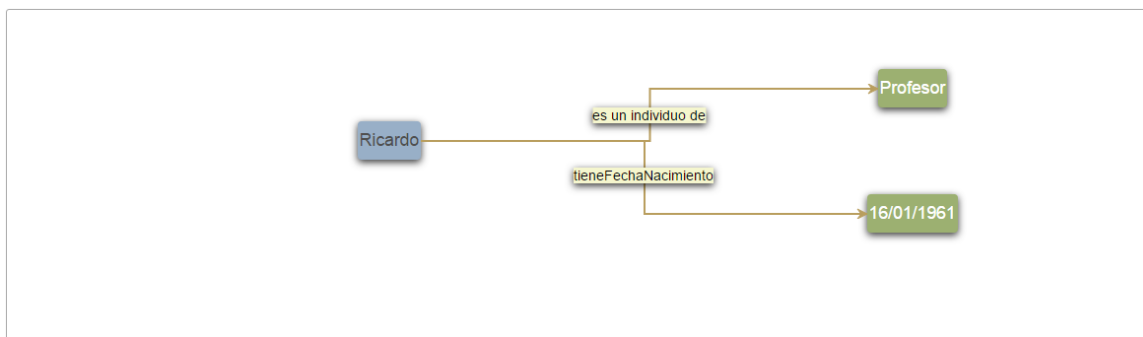 Profesor
es un individuo de
Ricardo
tieneFechaNacimiento
16/01/1961